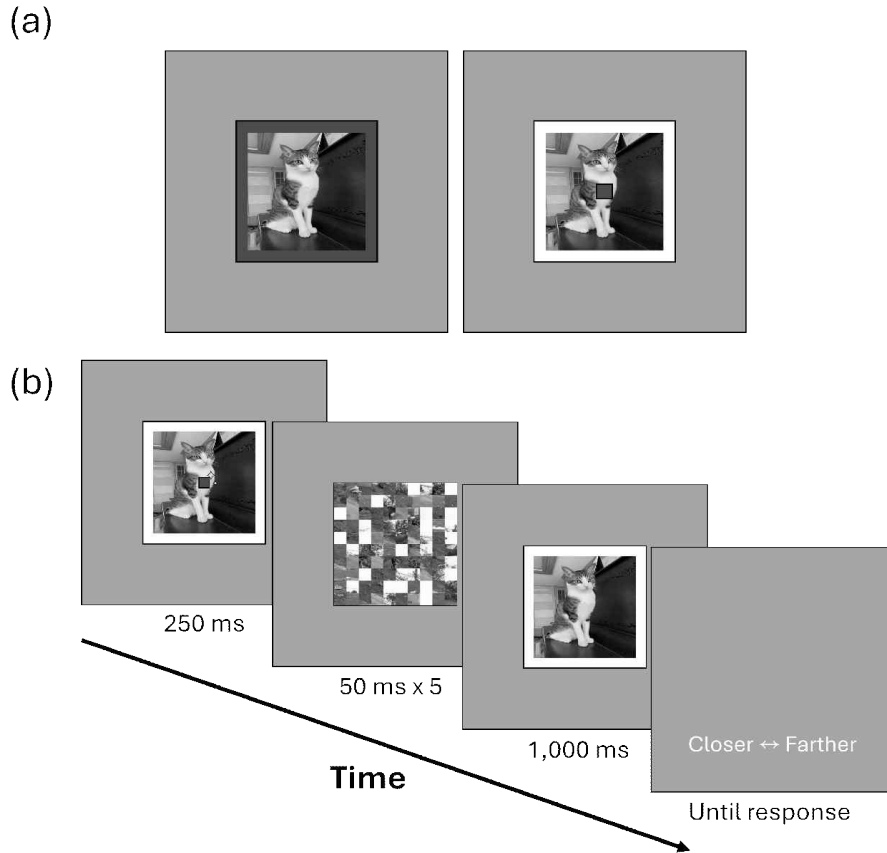 (a)
(b)
250 ms
50 ms x 5
1,000 ms
Closer ↔ Farther
Until response
Time